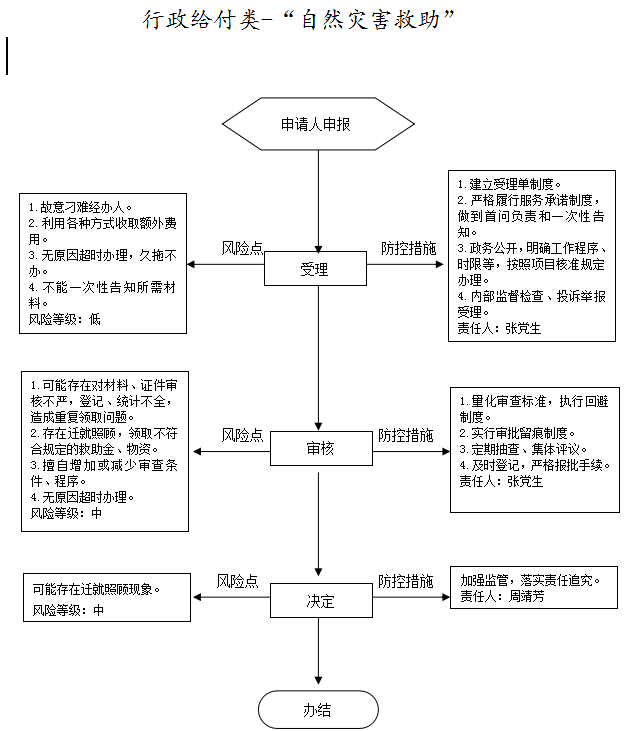 行政给付类-“自然灾害救助”
申请人申报
1.故意刁难经办人。
2.利用各种方式收取额外费
用。
3.无原因超时办理，久拖不
办。
4.不能一次性告知所需材
料。
风险等级：低
风险点
受理
防控措施
1.建立受理单制度。
2.严格履行服务承诺制度，
做到首问负责和一次性告
知。
3.政务公开，明确工作程序、
时限等，按照项目核准规定
办理。
4.内部监督检查、投诉举报
受理。
责任人：张党生
1.可能存在对材料、证件审
核不严，登记、统计不全，
造成重复领取问题。
2.存在迁就照顾，领取不符
合规定的救助金、物资。
3.擅自增加或减少审查条
件、程序。
4.无原因超时办理。
风险等级：中
风险点
审核
防控措施
1.量化审查标准，执行回避
制度。
2.实行审批留痕制度。
3.定期抽查、集体评议。
4.及时登记，严格报批手续。
责任人：张党生
可能存在迁就照顾现象。
风险等级：中
风险点
决定
防控措施
加强监管，落实责任追究。
责任人：周靖芳
办结